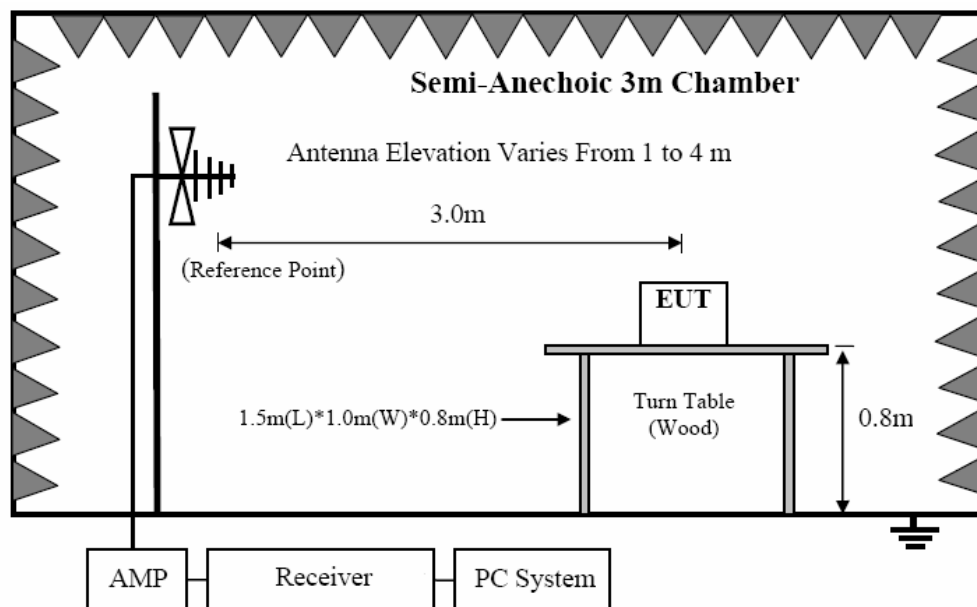 Semi-Anechoic 3m Chamber
Antenna Elevation Varies From 1 to 4 m
3.0m
(Reference Point)
EUT
1.5m(L)*1.0m(W)*0.8m(H)
Turn Table
(Wood)
0.8m
AMP
Receiver
PC System